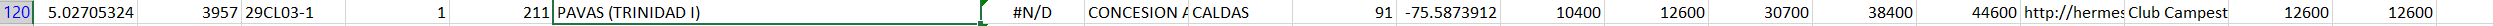 120 5.02705324 3957 29CL03-1 1 211 PAVAS (TRINIDAD I) #N/D CONCESION A CALDAS 91 -75.5873912 10400 12600 30700 38400 44600 http://hermes Club Campest 12600 12600